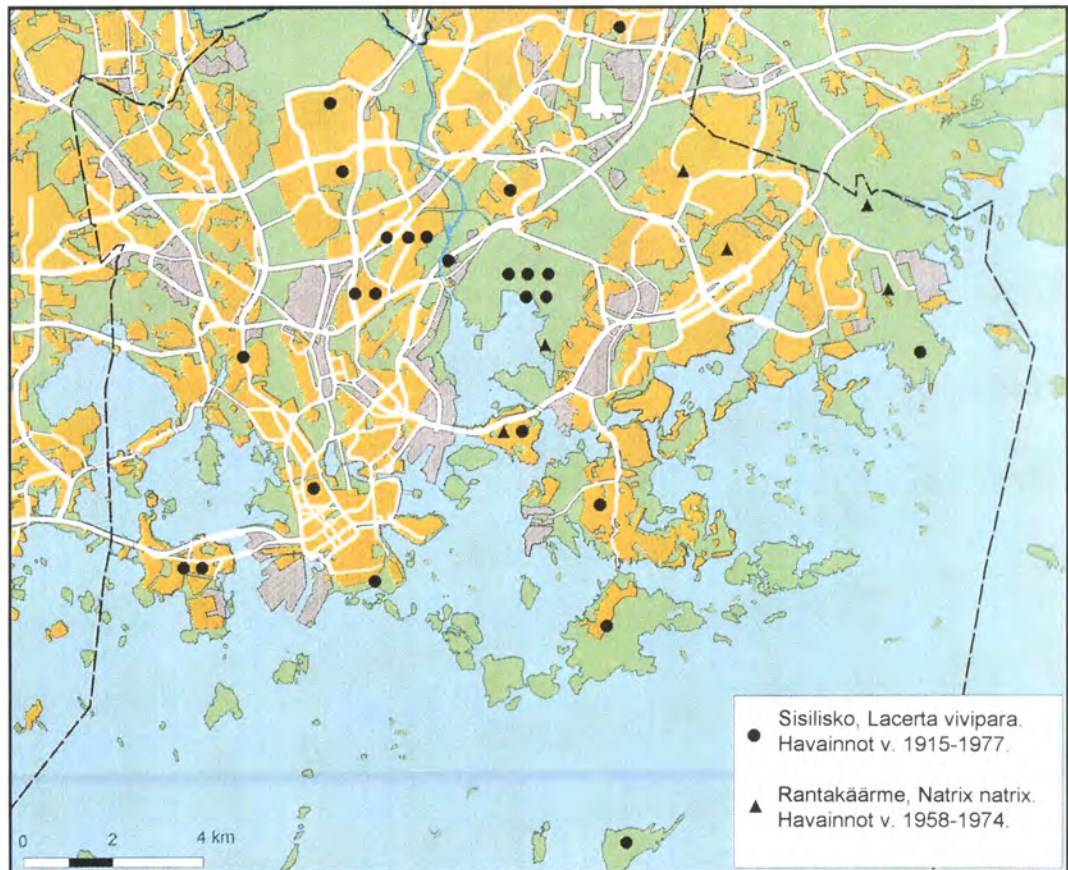 Sisilisko, Lacerta vivipara.
Havainnot v. 1915-1977.
Rantakäärme, Natrix natrix.
Havainnot v. 1958-1974.
0 2 4 km